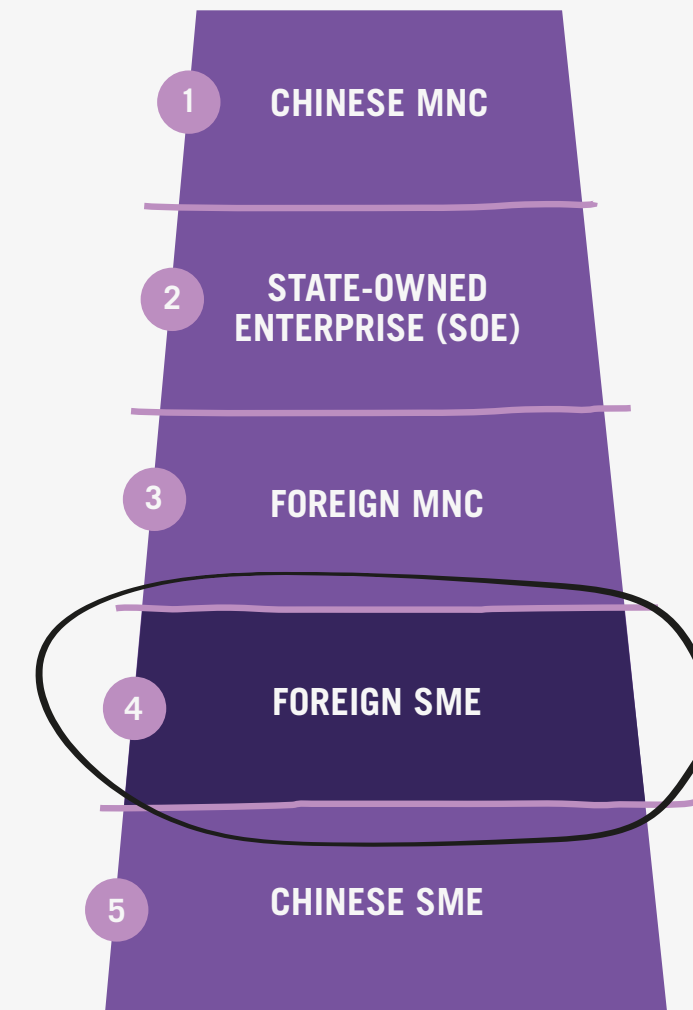 1
CHINESE MNC
2
STATE-OWNED
ENTERPRISE (SOE)
3
FOREIGN MNC
4
FOREIGN SME
5
CHINESE SME